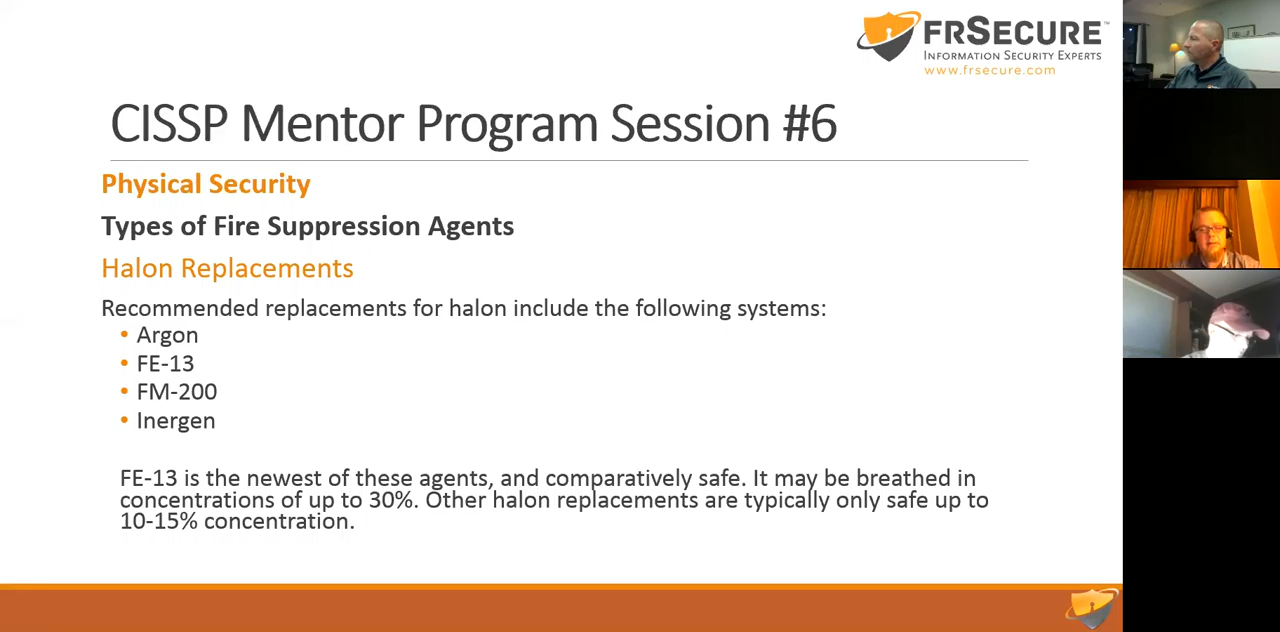 FRSECURE™
INFORMATION SECURITY EXPERTS
www.frsecure.com
CISSP Mentor Program Session #6
Physical Security
Types of Fire Suppression Agents
Halon Replacements
Recommended replacements for halon include the following systems:
• Argon
• FE-13
• FM-200
• Inergen
FE-13 is the newest of these agents, and comparatively safe. It may be breathed in
concentrations of up to 30%. Other halon replacements are typically only safe up to
10-15% concentration.